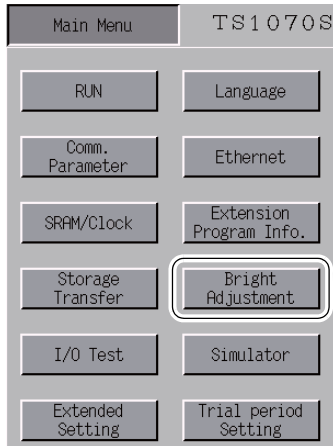 Main Menu
TS1070S
RUN
Language
Comm.
Parameter
Ethernet
SRAM/Clock
Extension
Program Info.
Storage
Transfer
Bright
Adjustment
I/O Test
Simulator
Extended
Setting
Trial period
Setting